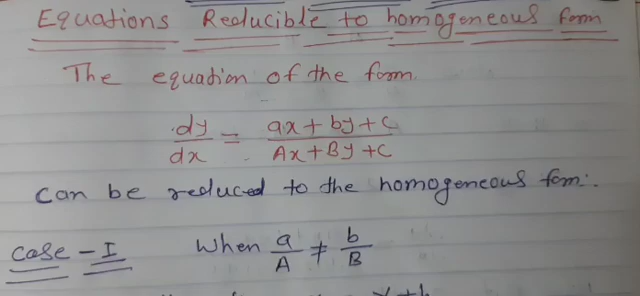 Equations Reducible to homogeneous form
The equation of the form
dy/dx = ax + by + c / Ax + By + C
can be reduced to the homogeneous form:.
Case - I When a/A ≠ b/B